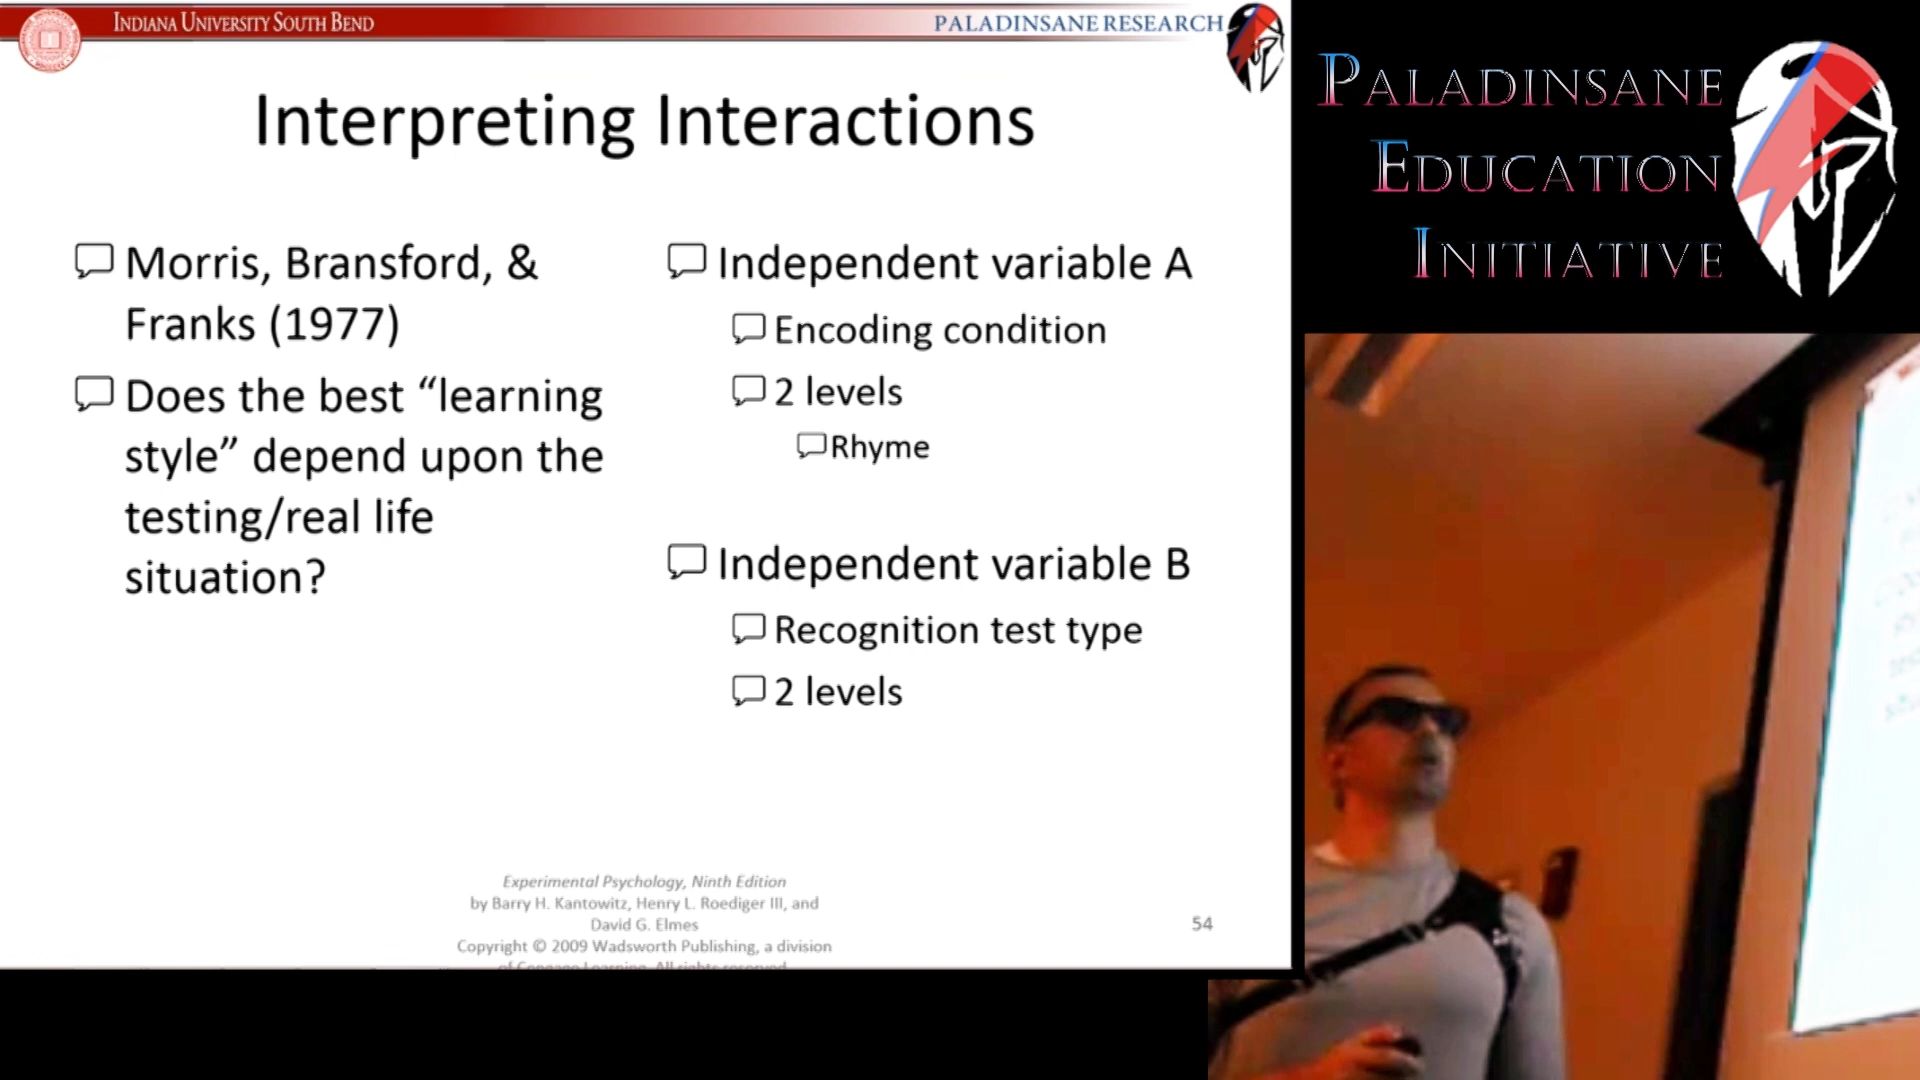 INDIANA UNIVERSITY SOUTH BEND
PALADINSANE RESEARCH
PALADINSANE
EDUCATION
INITIATIVE
Interpreting Interactions
Morris, Bransford, &
Franks (1977)
Does the best “learning
style” depend upon the
testing/real life
situation?
Independent variable A
Encoding condition
2 levels
Rhyme
Independent variable B
Recognition test type
2 levels
Experimental Psychology, Ninth Edition
by Barry H. Kantowitz, Henry L. Roediger III, and
David G. Elmes
Copyright © 2009 Wadsworth Publishing, a division
of Cengage Learning. All rights reserved
54